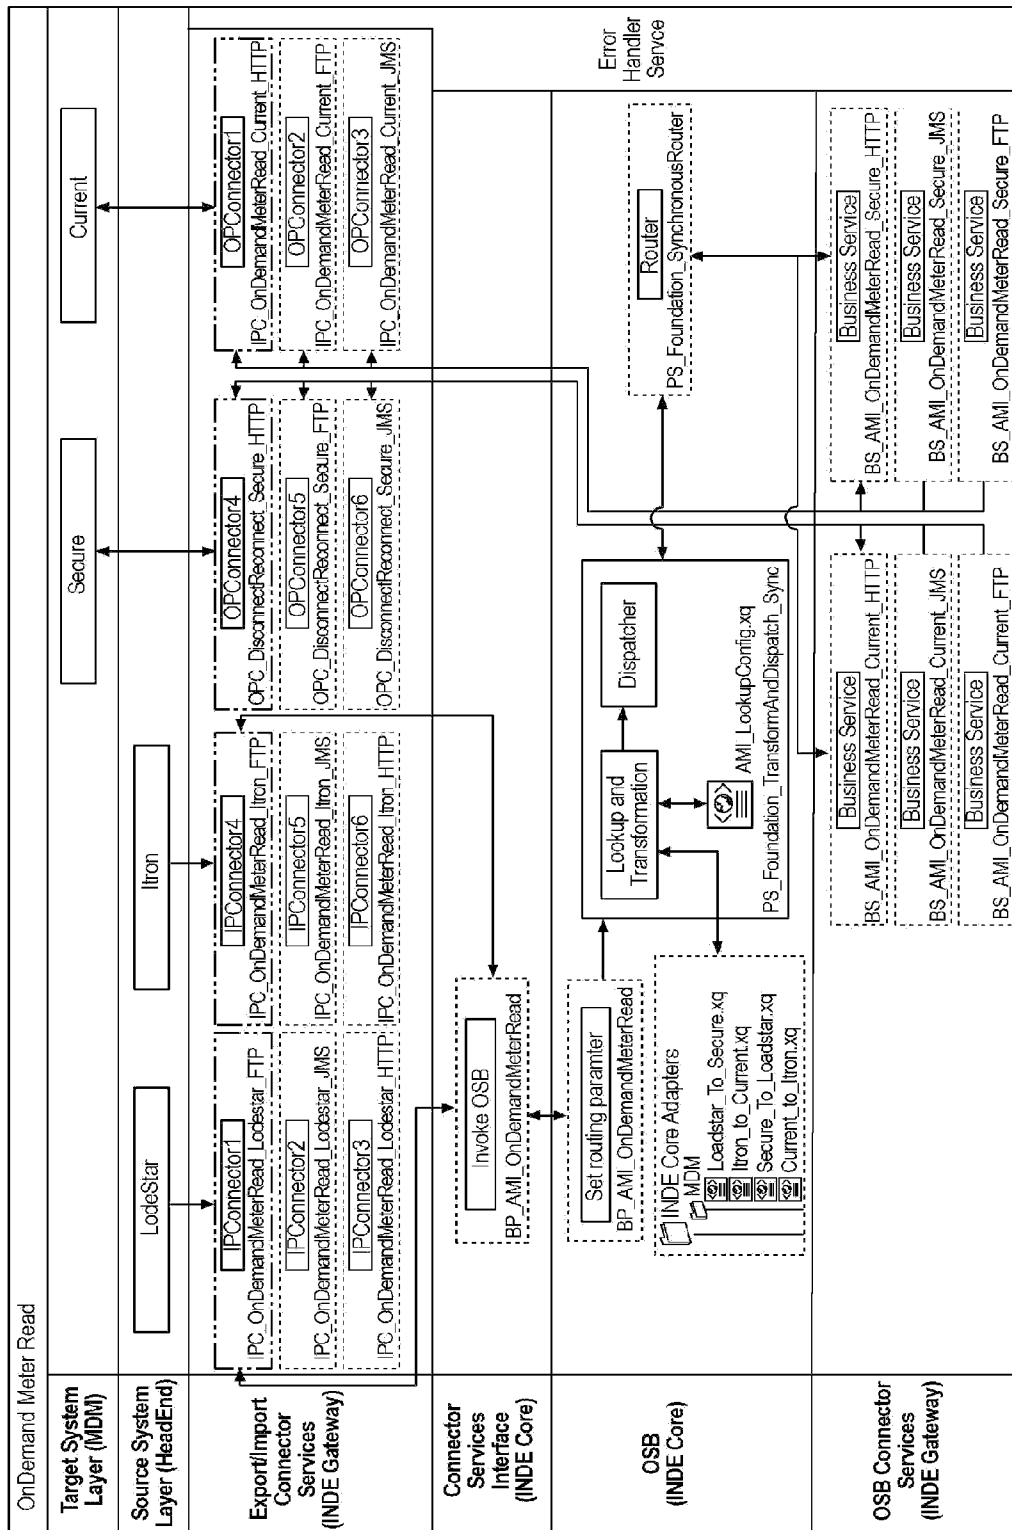 OnDemand Meter Read
Target System
Layer (MDM)
Secure
Current
Source System
Layer (HeadEnd)
LodeStar
Itron
Export/Import
Connector
Services
(INDE Gateway)
IPConnector1
IPC_OnDemandMeterRead_Lodestar_FTP
IPConnector2
IPC_OnDemandMeterRead_Lodestar_JMS
IPConnector3
IPC_OnDemandMeterRead_Lodestar_HTTP
IPConnector4
IPC_OnDemandMeterRead_Itron_FTP
IPConnector5
IPC_OnDemandMeterRead_Itron_JMS
IPConnector6
IPC_OnDemandMeterRead_Itron_HTTP
OPConnector4
OPC_DisconnectReconnect_Secure_HTTP
OPConnector5
OPC_DisconnectReconnect_Secure_FTP
OPConnector6
OPC_DisconnectReconnect_Secure_JMS
OPConnector1
IPC_OnDemandMeterRead_Current_HTTP
OPConnector2
IPC_OnDemandMeterRead_Current_FTP
OPConnector3
IPC_OnDemandMeterRead_Current_JMS
Connector
Services
Interface
(INDE Core)
Invoke OSB
BP_AMI_OnDemandMeterRead
Error
Handler
Servce
OSB
(INDE Core)
Set routing paramter
BP_AMI_OnDemandMeterRead
INDE Core Adapters
MDM
Loadstar_To_Secure.xq
Itron_to_Current.xq
Secure_To_Loadstar.xq
Current_to_Itron.xq
Lookup and
Transformation
Dispatcher
AMI_LookupConfig.xq
PS_Foundation_TransformAndDispatch_Sync
Router
PS_Foundation_SynchronousRouter
OSB Connector
Services
(INDE Gateway)
Business Service
BS_AMI_OnDemandMeterRead_Current_HTTP
Business Service
BS_AMI_OnDemandMeterRead_Current_JMS
Business Service
BS_AMI_OnDemandMeterRead_Current_FTP
Business Service
BS_AMI_OnDemandMeterRead_Secure_HTTP
Business Service
BS_AMI_OnDemandMeterRead_Secure_JMS
Business Service
BS_AMI_OnDemandMeterRead_Secure_FTP